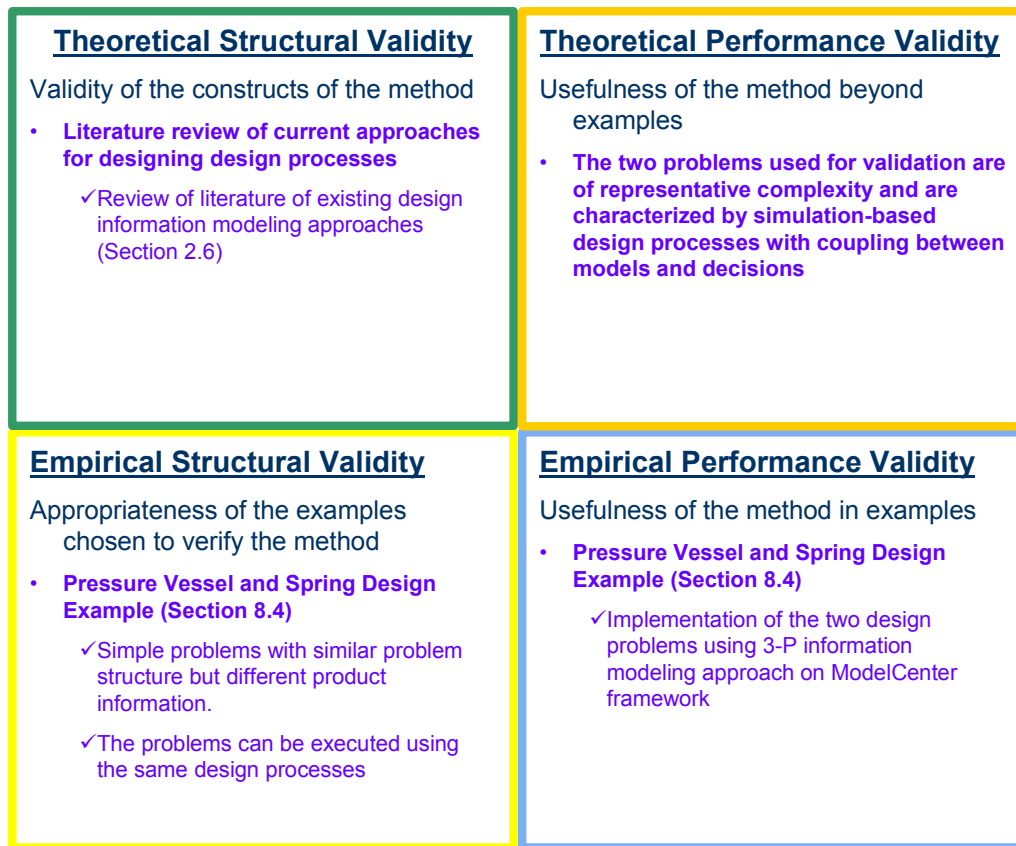 Theoretical Structural Validity
Validity of the constructs of the method
• Literature review of current approaches
for designing design processes
✓Review of literature of existing design
information modeling approaches
(Section 2.6)
Theoretical Performance Validity
Usefulness of the method beyond
examples
• The two problems used for validation are
of representative complexity and are
characterized by simulation-based
design processes with coupling between
models and decisions
Empirical Structural Validity
Appropriateness of the examples
chosen to verify the method
• Pressure Vessel and Spring Design
Example (Section 8.4)
✓Simple problems with similar problem
structure but different product
information.
✓The problems can be executed using
the same design processes
Empirical Performance Validity
Usefulness of the method in examples
• Pressure Vessel and Spring Design
Example (Section 8.4)
✓Implementation of the two design
problems using 3-P information
modeling approach on ModelCenter
framework